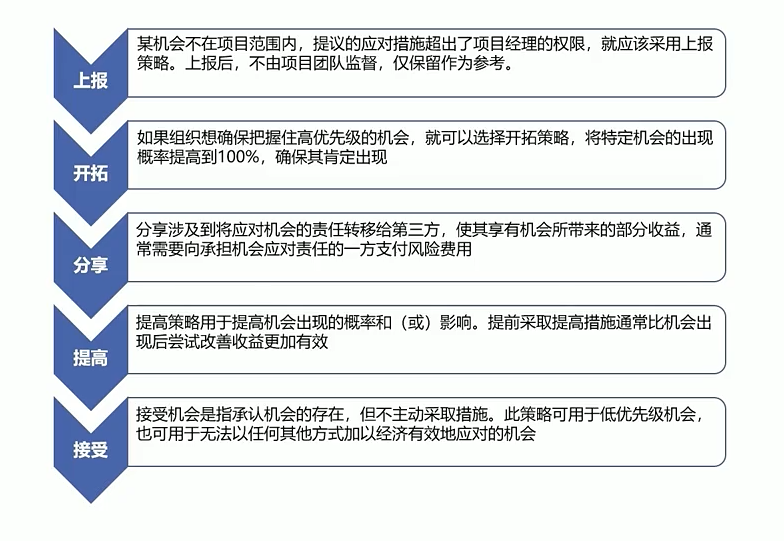 上报
某机会不在项目范围内，提议的应对措施超出了项目经理的权限，就应该采用上报
策略。上报后，不由项目团队监督，仅保留作为参考。
开拓
如果组织想确保把握住高优先级的机会，就可以选择开拓策略，将特定机会的出现
概率提高到100%，确保其肯定出现
分享
分享涉及到将应对机会的责任转移给第三方，使其享有机会所带来的部分收益，通
常需要向承担机会应对责任的一方支付风险费用
提高
提高策略用于提高机会出现的概率和（或）影响。提前采取提高措施通常比机会出
现后尝试改善收益更加有效
接受
接受机会是指承认机会的存在，但不主动采取措施。此策略可用于低优先级机会，
也可用于无法以任何其他方式加以经济有效地应对的机会